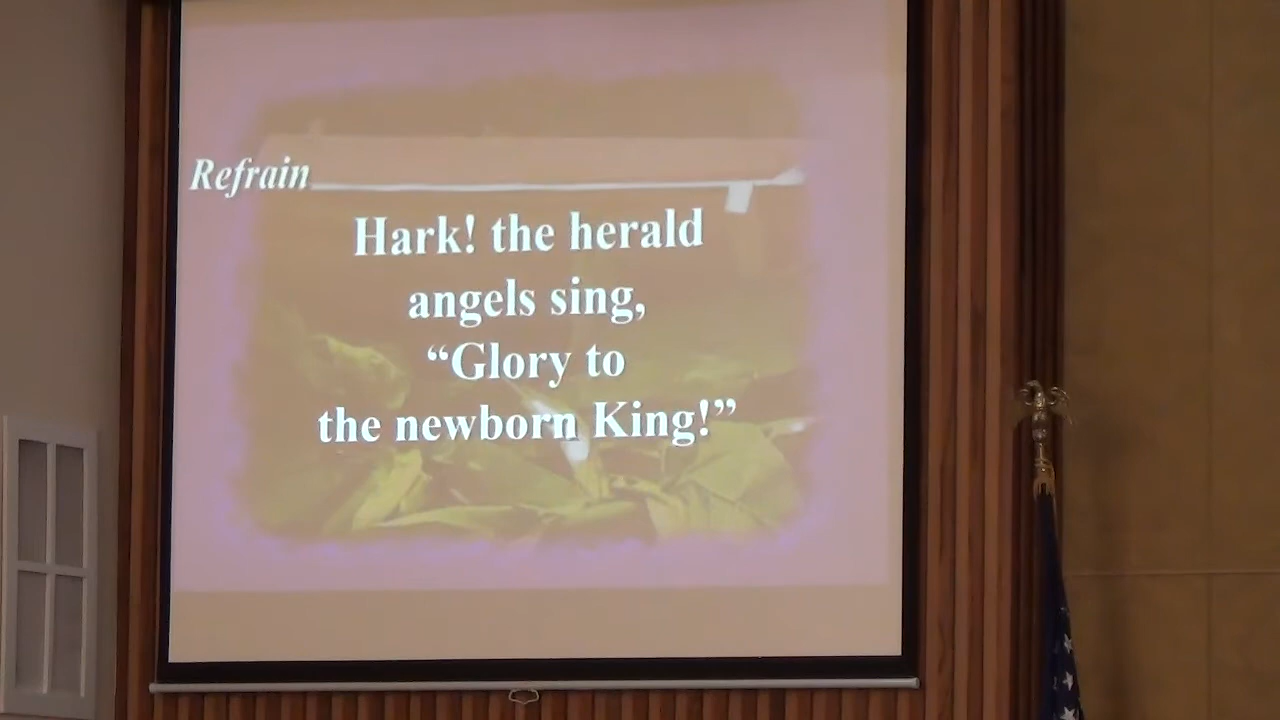 Refrain
Hark! the herald
angels sing,
“Glory to
the newborn King!”